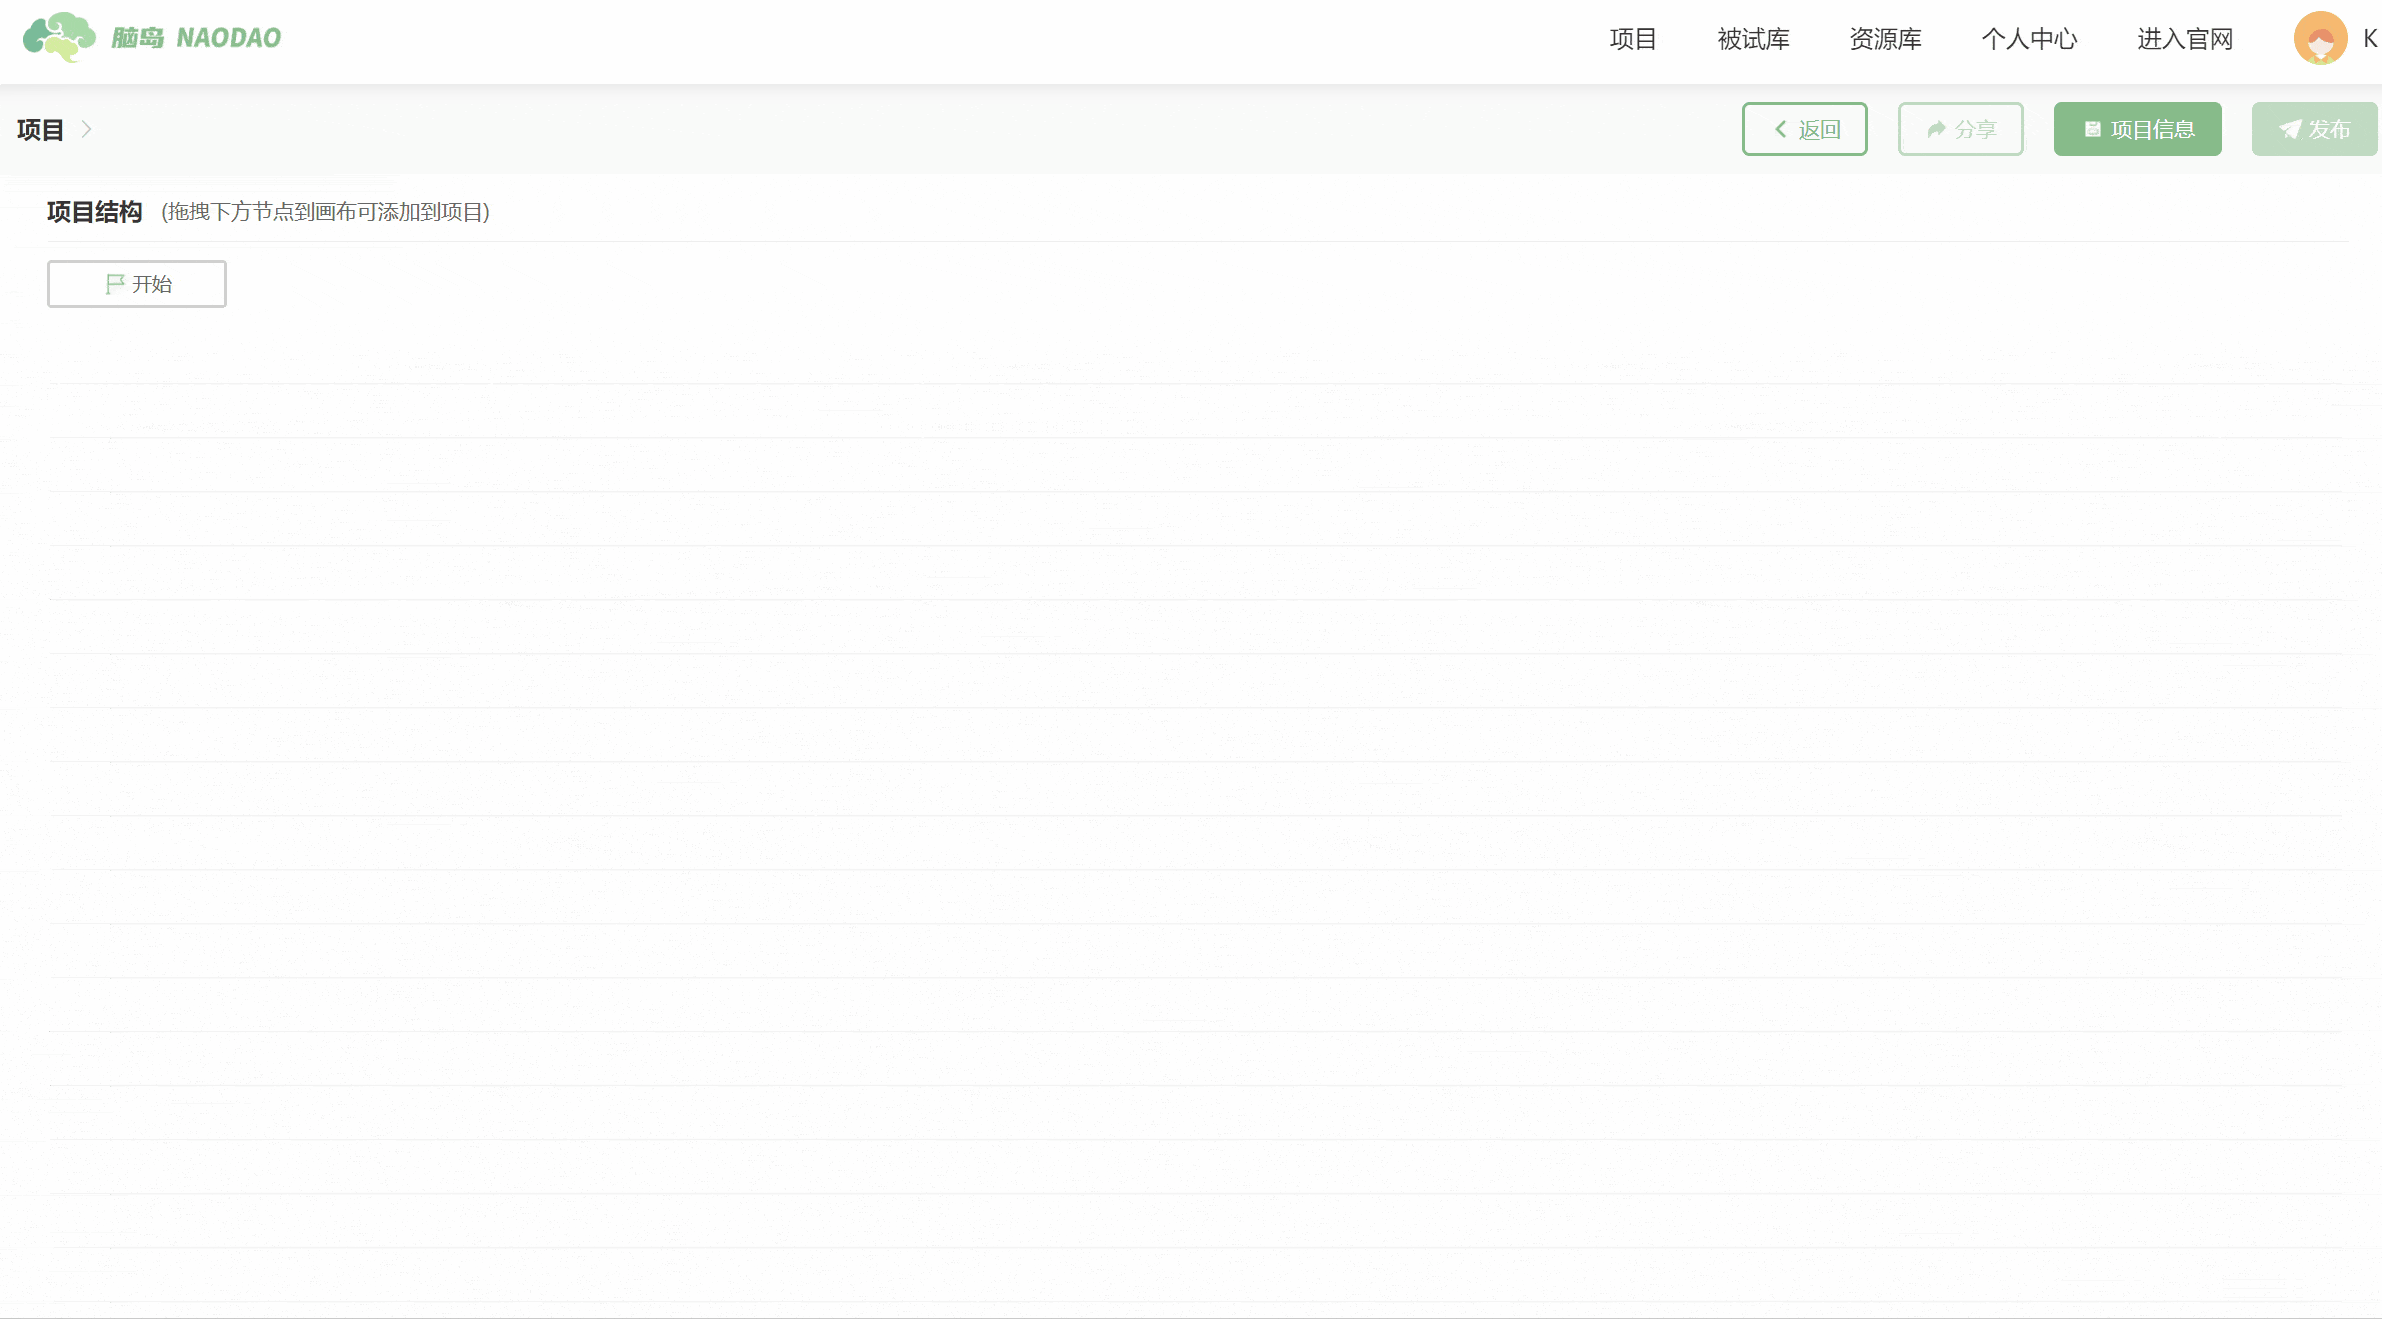 脑岛 NAODAO
项目 被试库 资源库 个人中心 进入官网 K
项目
返回 分享 项目信息 发布
项目结构 (拖拽下方节点到画布可添加到项目)
开始